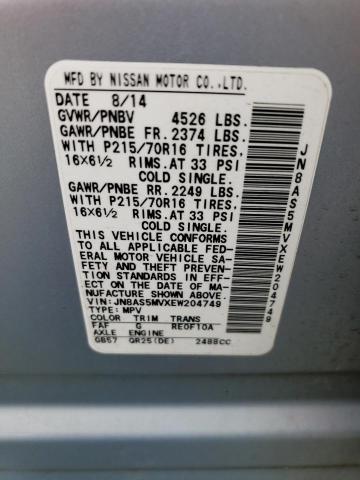 MFD BY NISSAN MOTOR CO.,LTD.
DATE 8/14
GVWR/PNBV 4526 LBS.
GAWR/PNBE FR. 2374 LBS.
WITH P215/70R16 TIRES,
16X6½ RIMS.AT 33 PSI
COLD SINGLE.
GAWR/PNBE RR. 2249 LBS.
WITH P215/70R16 TIRES,
16X6½ RIMS.AT 33 PSI
COLD SINGLE.
THIS VEHICLE CONFORMS
TO ALL APPLICABLE FED-
ERAL MOTOR VEHICLE SAF-
ETY AND THEFT PREVENTION
STANDARDS IN EFF-
ECT ON THE DATE OF MA-
NUFACTURE SHOWN ABOVE.
VIN: JN8AS5MVXEW204749
TYPE: MPV
COLOR TRIM TRANS
FAF G RE0F10A
AXLE ENGINE
GB57 QR25(DE) 2488CC
JN8AS5MVXEW204749